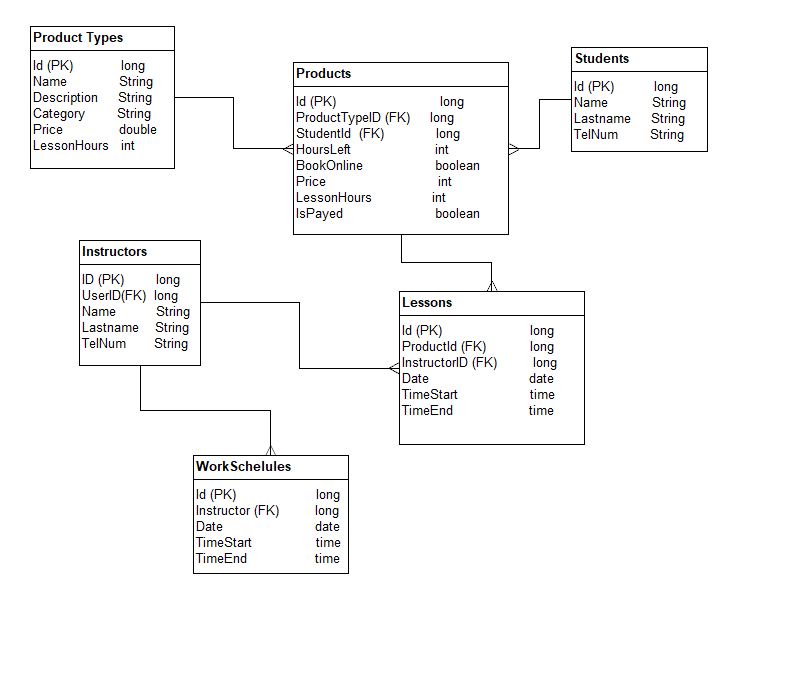 Product Types
Id (PK) long
Name String
Description String
Category String
Price double
LessonHours int
Products
Id (PK) long
ProductTypeID (FK) long
StudentId (FK) long
HoursLeft int
BookOnline boolean
Price int
LessonHours int
IsPayed boolean
Students
Id (PK) long
Name String
Lastname String
TelNum String
Instructors
ID (PK) long
UserID(FK) long
Name String
Lastname String
TelNum String
Lessons
Id (PK) long
ProductId (FK) long
InstructorID (FK) long
Date date
TimeStart time
TimeEnd time
WorkSchelules
Id (PK) long
Instructor (FK) long
Date date
TimeStart time
TimeEnd time